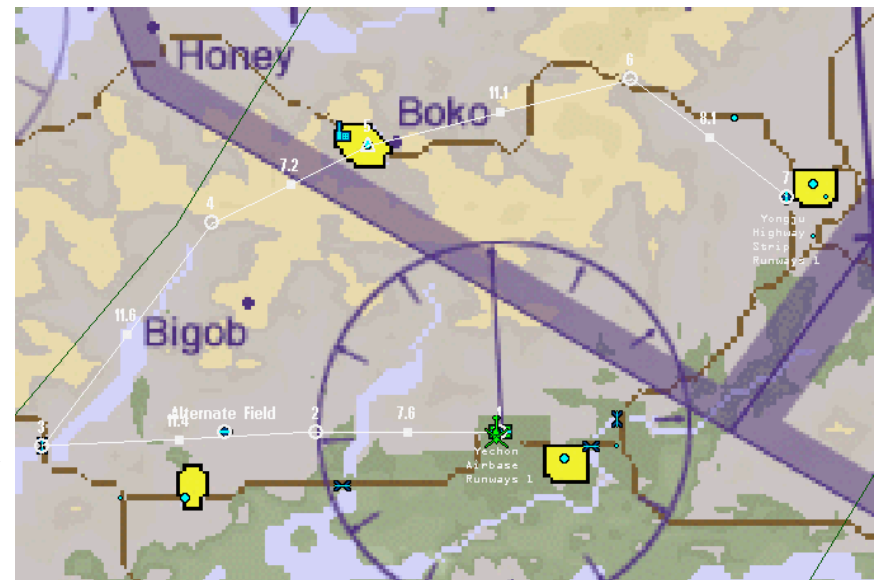 Honey
6
11.1
Boko
8.1
5
7.2
7
4
Yongju
Highway
Strip
Runways 1
11.6
Bigob
Alternate Field
2
7.6
1
3
11.4
Yechon
Airbase
Runways 1